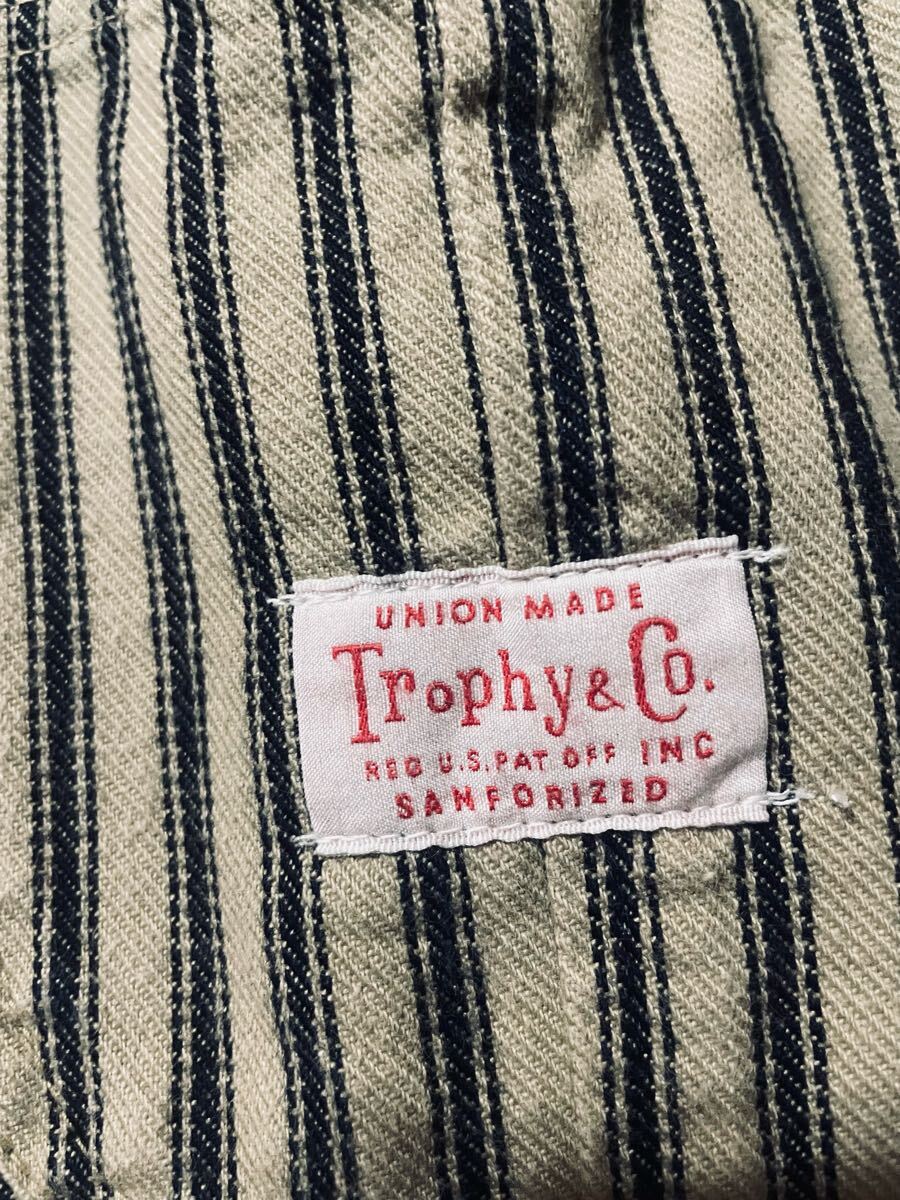 UNION MADE
Trophy & Co.
REG U.S. PAT OFF INC
SANFORIZED